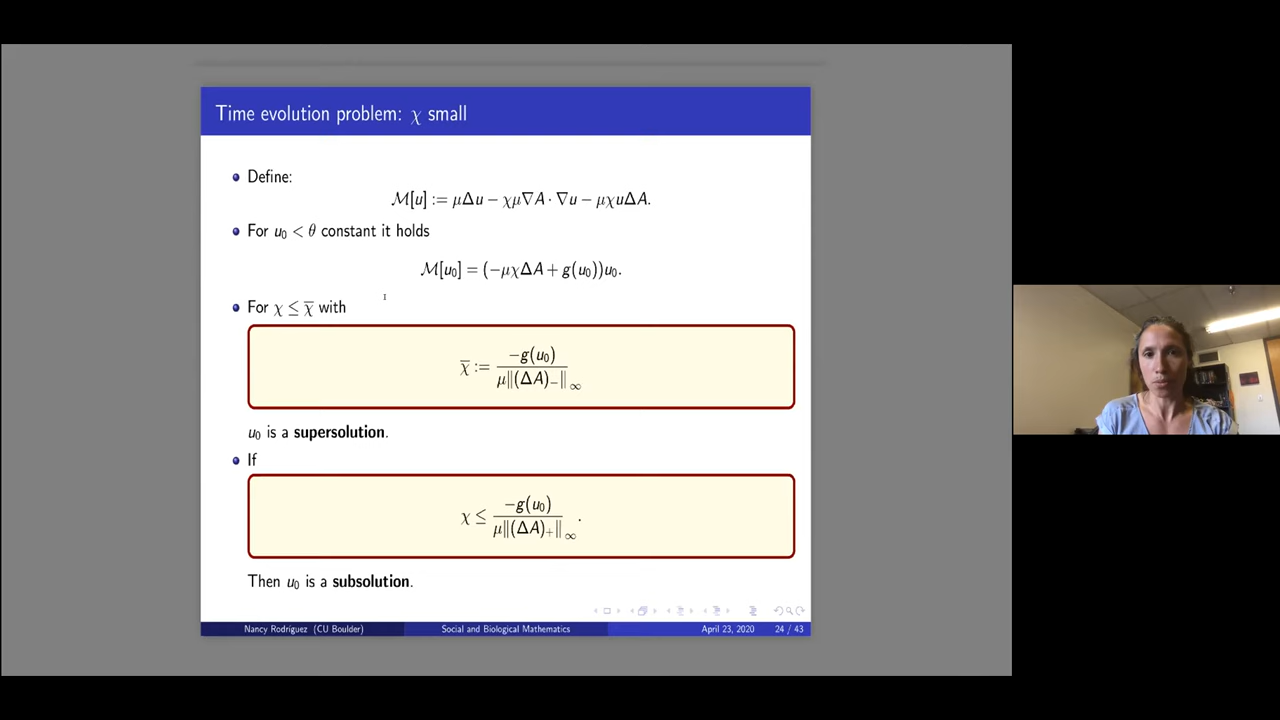 Time evolution problem: χ small
Define:
M[u] := μΔu − χμ∇A · ∇u − μχuΔA.
For u₀ < θ constant it holds
M[u₀] = (−μχΔA + g(u₀))u₀.
For χ ≤ χ̅ with
χ̅ := −g(u₀) / μ‖(ΔA)₋‖∞
u₀ is a supersolution.
If
χ ≤ −g(u₀) / μ‖(ΔA)₊‖∞ .
Then u₀ is a subsolution.
Nancy Rodríguez (CU Boulder) Social and Biological Mathematics April 23, 2020 24 / 43